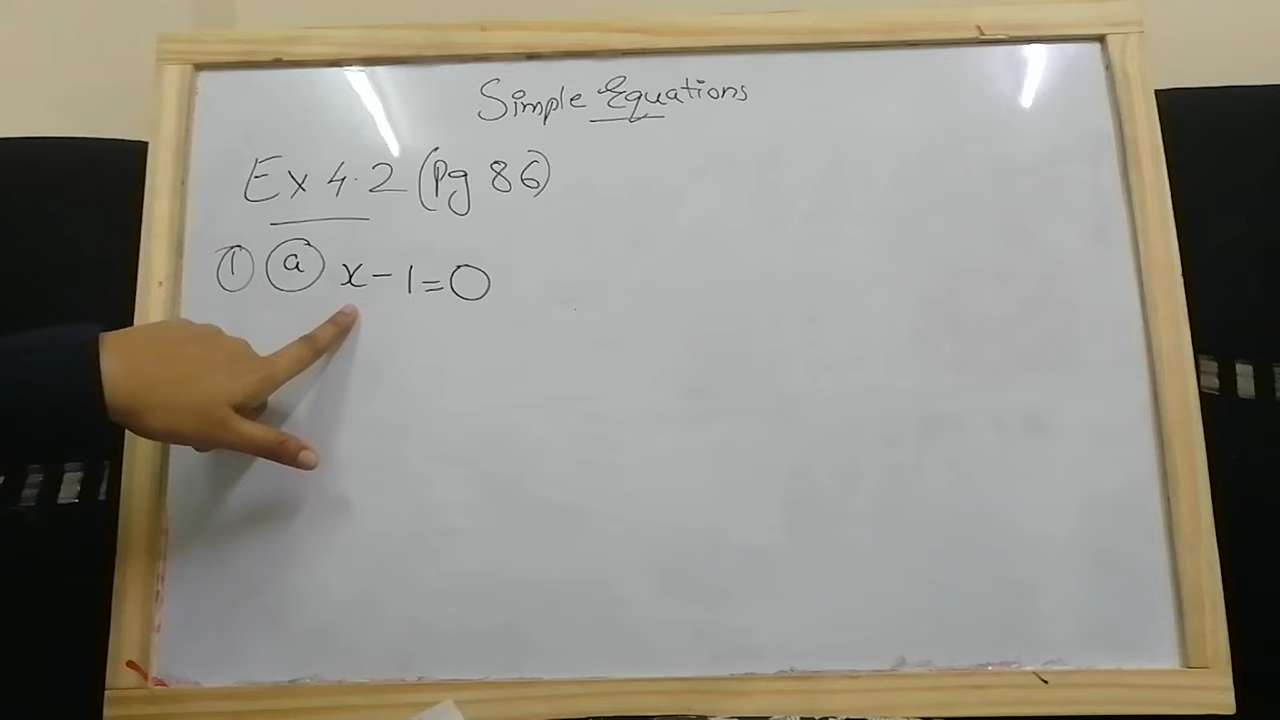 Simple Equations
Ex 4.2 (Pg 86)
① ⓐ x - 1 = 0